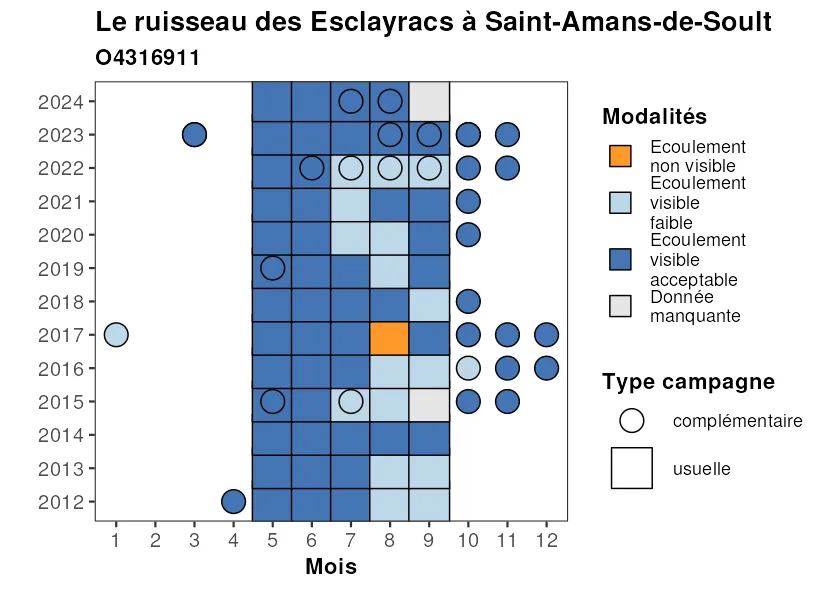 Le ruisseau des Esclayracs à Saint-Amans-de-Soult
O4316911
2024
2023
2022
2021
2020
2019
2018
2017
2016
2015
2014
2013
2012
1 2 3 4 5 6 7 8 9 10 11 12
Mois
Modalités
Ecoulement
non visible
Ecoulement
visible
faible
Ecoulement
visible
acceptable
Donnée
manquante
Type campagne
complémentaire
usuelle